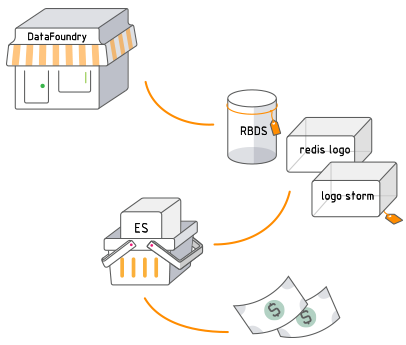 DataFoundry
RBDS
redis logo
logo storm
ES
$
$